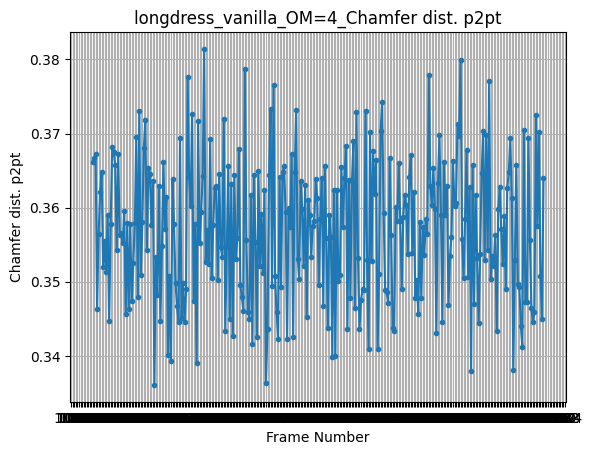 longdress_vanilla_OM=4_Chamfer dist. p2pt
Chamfer dist. p2pt
0.38
0.37
0.36
0.35
0.34
Frame Number